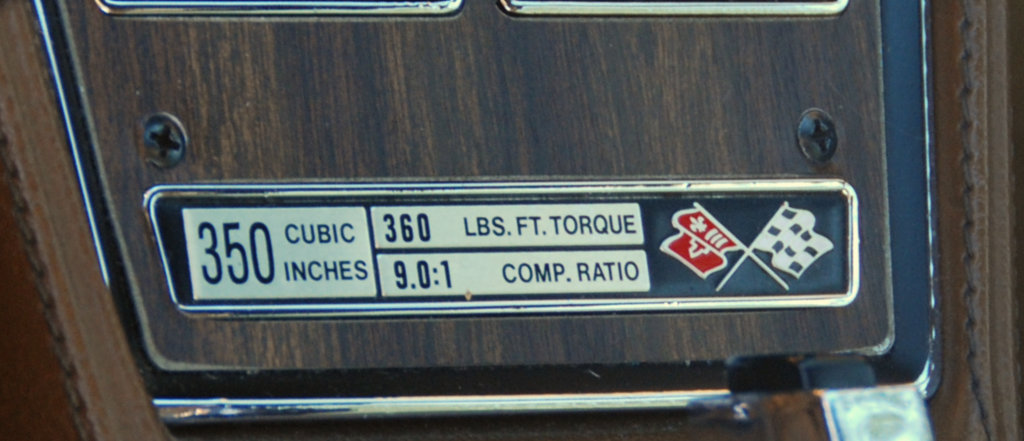 350 CUBIC INCHES
360 LBS. FT. TORQUE
9.0:1 COMP. RATIO